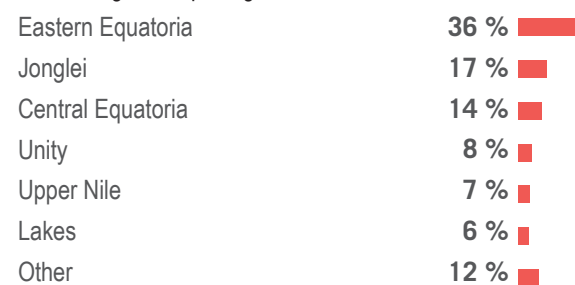 Eastern Equatoria 36 %
Jonglei 17 %
Central Equatoria 14 %
Unity 8 %
Upper Nile 7 %
Lakes 6 %
Other 12 %